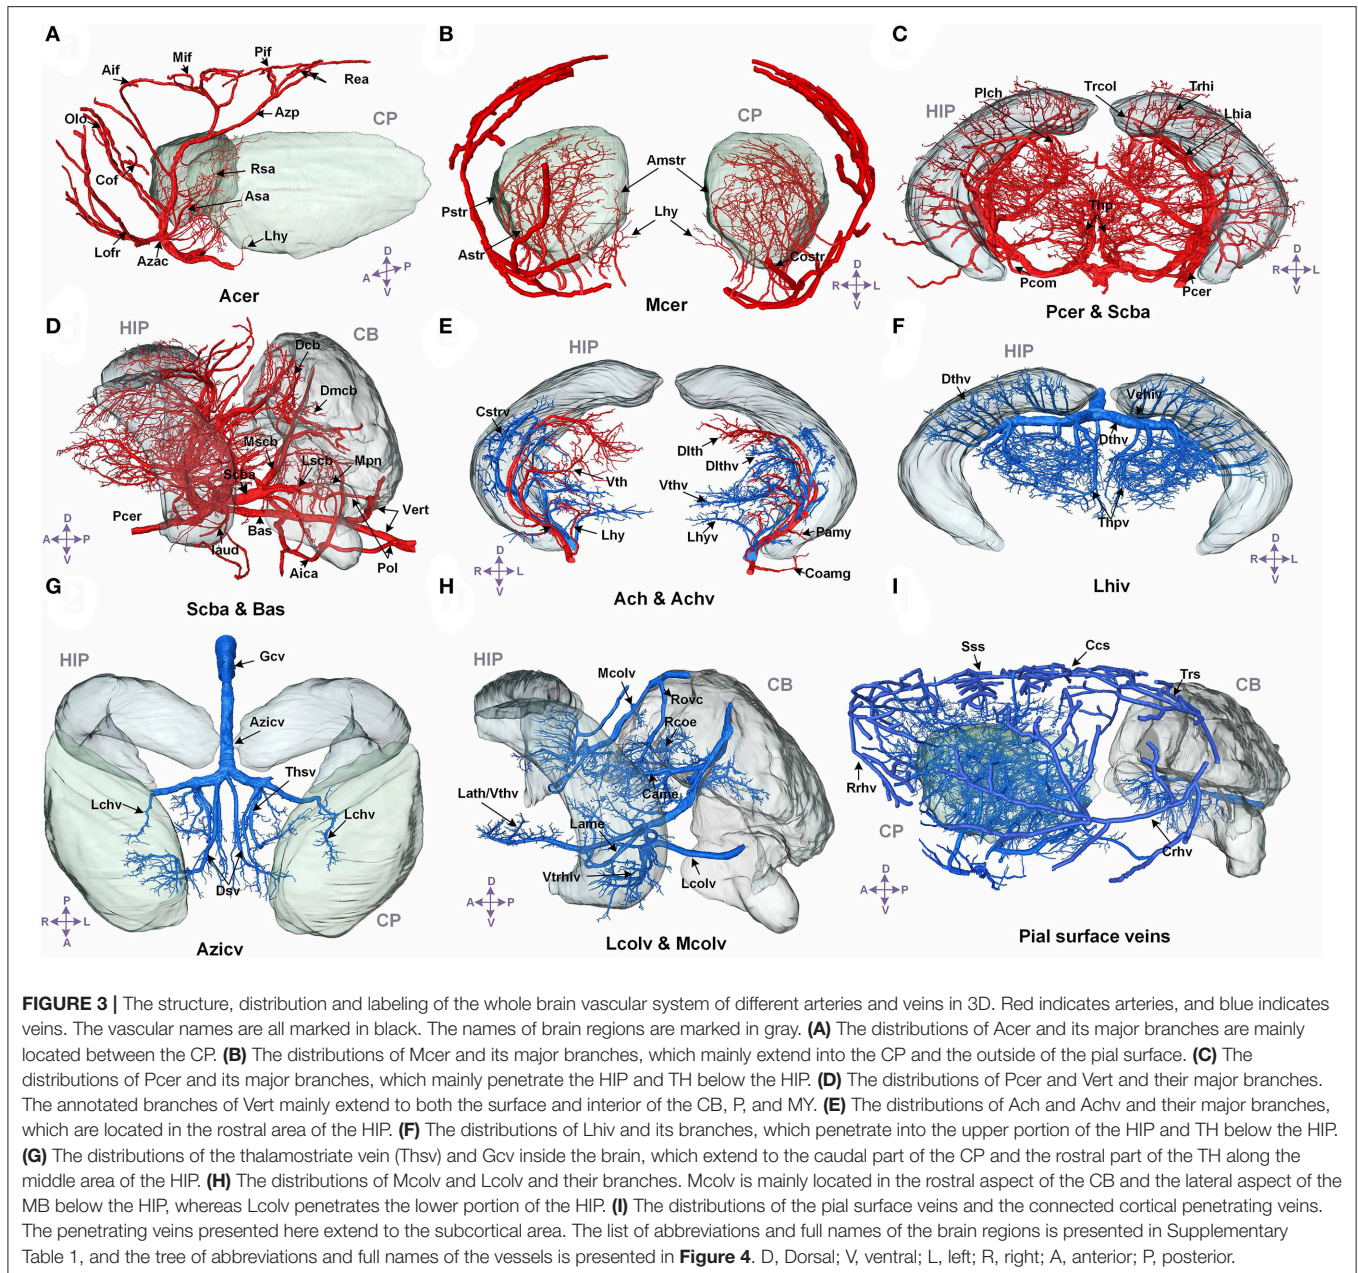 A
B
C
Aif
Mif
Pif
Rea
Olo
Azp
CP
Cof
Rsa
Asa
Lhy
Lofr
Azac
D
A P
V
Acer
CP
Amstr
Pstr
Lhy
Astr
Costr
D
R L
V
Mcer
Plch
Trcol
Trhi
HIP
Lhia
Thp
Pcom
Pcer
D
R L
V
Pcer & Scba
D
E
F
HIP
CB
Dcb
Dmcb
Mscb
Lscb
Mpn
Scba
Pcer
Vert
Bas
Iaud
Aica
Pol
D
A P
V
Scba & Bas
HIP
Cstrv
Dlth
Dlthv
Vth
Vthv
Lhy
Lhyv
Pamy
Coamg
D
R L
V
Ach & Achv
HIP
Dthv
Vehiv
Dthv
Thpv
D
R L
V
Lhiv
G
H
I
HIP
Gcv
Azicv
Thsv
Lchv
Lchv
Dsv
CP
P
R L
A
Azicv
HIP
Mcolv
CB
Rovc
Rcoe
Came
Lath/Vthv
Lame
Vtrhiv
Lcolv
D
A P
V
Lcolv & Mcolv
Sss
Ccs
Trs
CB
Rrhv
CP
Crhv
D
A P
V
Pial surface veins
FIGURE 3 | The structure, distribution and labeling of the whole brain vascular system of different arteries and veins in 3D. Red indicates arteries, and blue indicates
veins. The vascular names are all marked in black. The names of brain regions are marked in gray. (A) The distributions of Acer and its major branches are mainly
located between the CP. (B) The distributions of Mcer and its major branches, which mainly extend into the CP and the outside of the pial surface. (C) The
distributions of Pcer and its major branches, which mainly penetrate the HIP and TH below the HIP. (D) The distributions of Pcer and Vert and their major branches.
The annotated branches of Vert mainly extend to both the surface and interior of the CB, P, and MY. (E) The distributions of Ach and Achv and their major branches,
which are located in the rostral area of the HIP. (F) The distributions of Lhiv and its branches, which penetrate into the upper portion of the HIP and TH below the HIP.
(G) The distributions of the thalamostriate vein (Thsv) and Gcv inside the brain, which extend to the caudal part of the CP and the rostral part of the TH along the
middle area of the HIP. (H) The distributions of Mcolv and Lcolv and their branches. Mcolv is mainly located in the rostral aspect of the CB and the lateral aspect of the
MB below the HIP, whereas Lcolv penetrates the lower portion of the HIP. (I) The distributions of the pial surface veins and the connected cortical penetrating veins.
The penetrating veins presented here extend to the subcortical area. The list of abbreviations and full names of the brain regions is presented in Supplementary
Table 1, and the tree of abbreviations and full names of the vessels is presented in Figure 4. D, Dorsal; V, ventral; L, left; R, right; A, anterior; P, posterior.